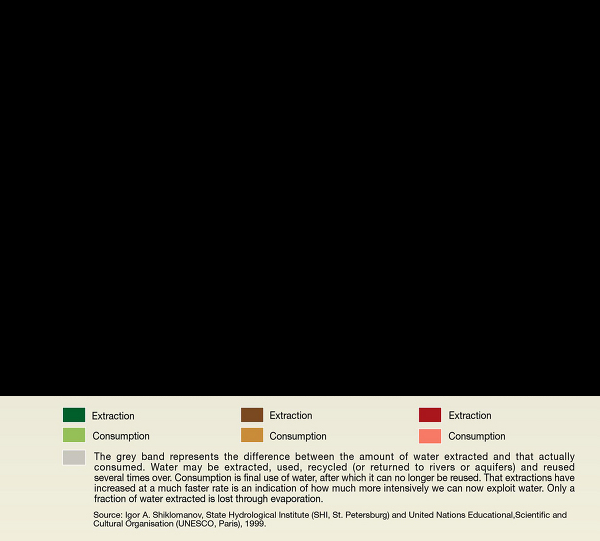 Extraction Extraction Extraction
Consumption Consumption Consumption
The grey band represents the difference between the amount of water extracted and that actually
consumed. Water may be extracted, used, recycled (or returned to rivers or aquifers) and reused
several times over. Consumption is final use of water, after which it can no longer be reused. That extractions have
increased at a much faster rate is an indication of how much more intensively we can now exploit water. Only a
fraction of water extracted is lost through evaporation.
Source: Igor A. Shiklomanov, State Hydrological Institute (SHI, St. Petersburg) and United Nations Educational,Scientific and
Cultural Organisation (UNESCO, Paris), 1999.